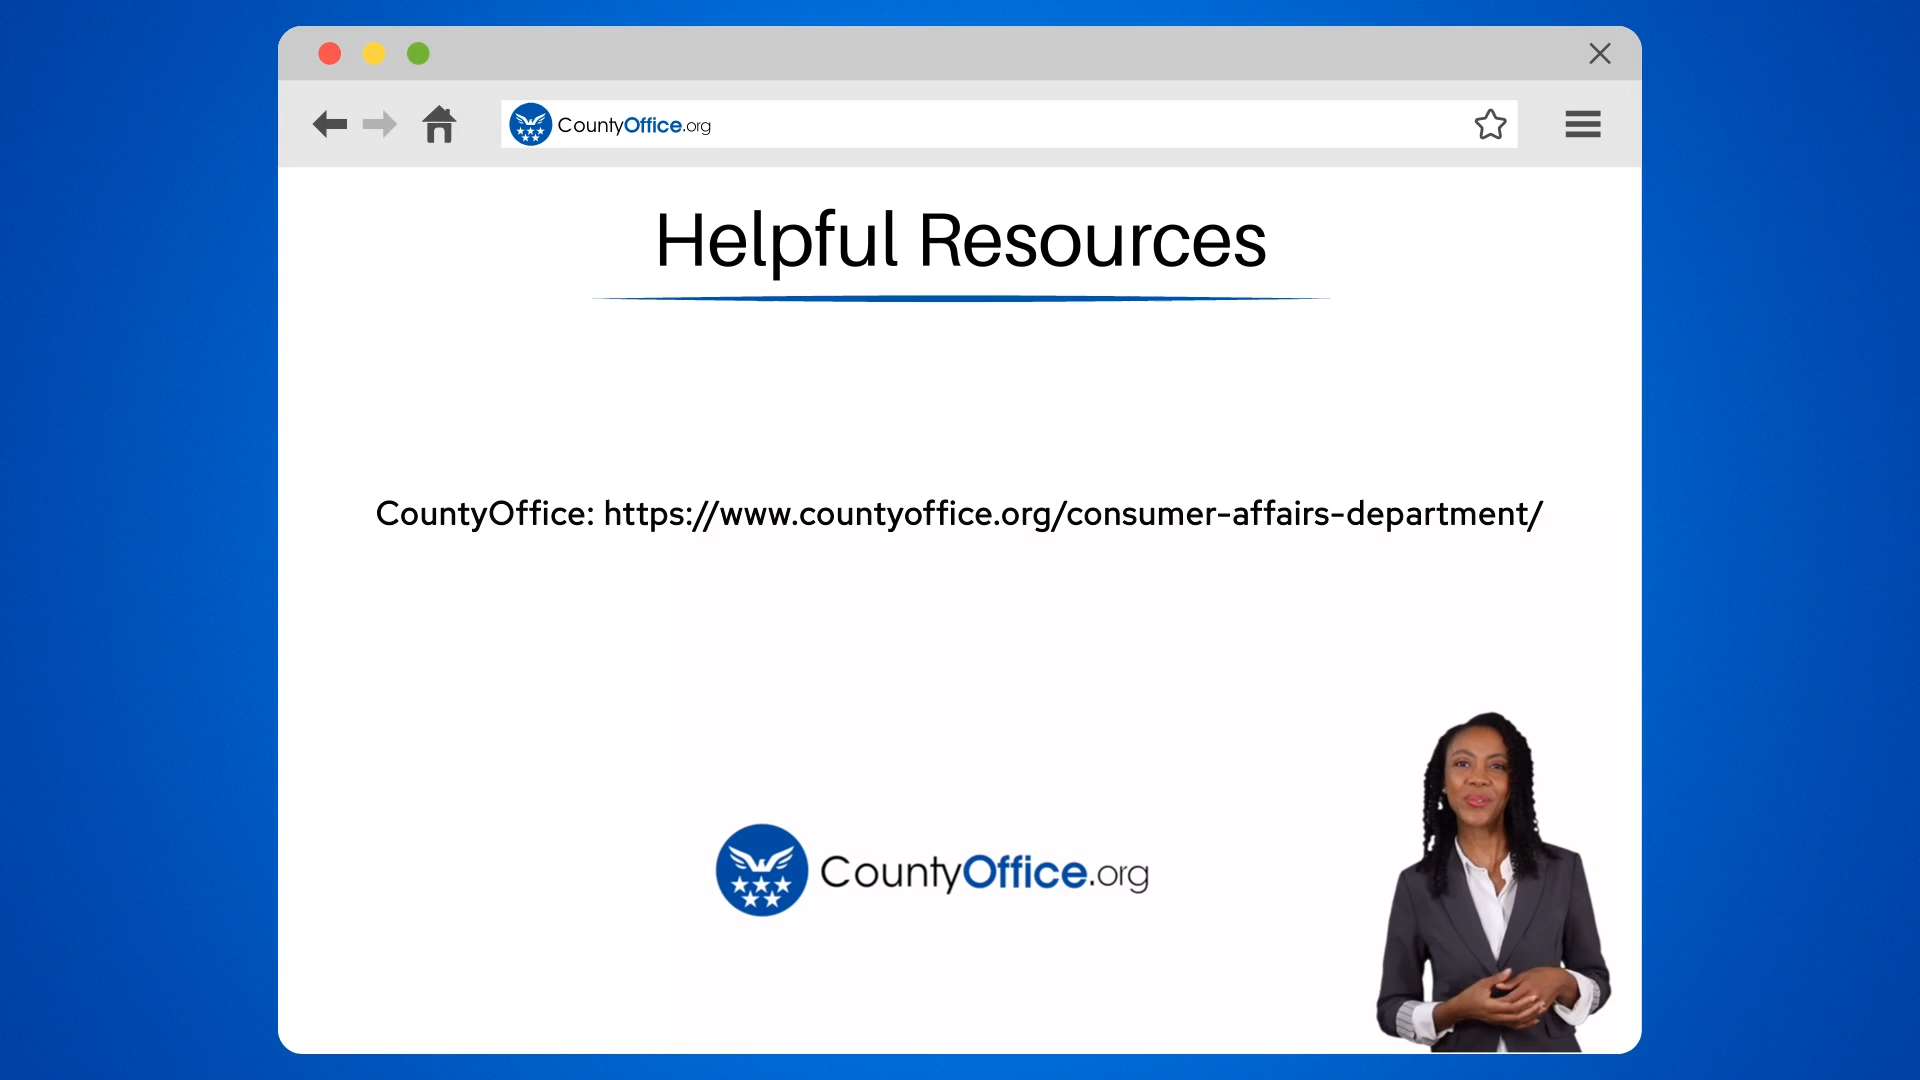 CountyOffice.org
Helpful Resources
CountyOffice: https://www.countyoffice.org/consumer-affairs-department/
CountyOffice.org